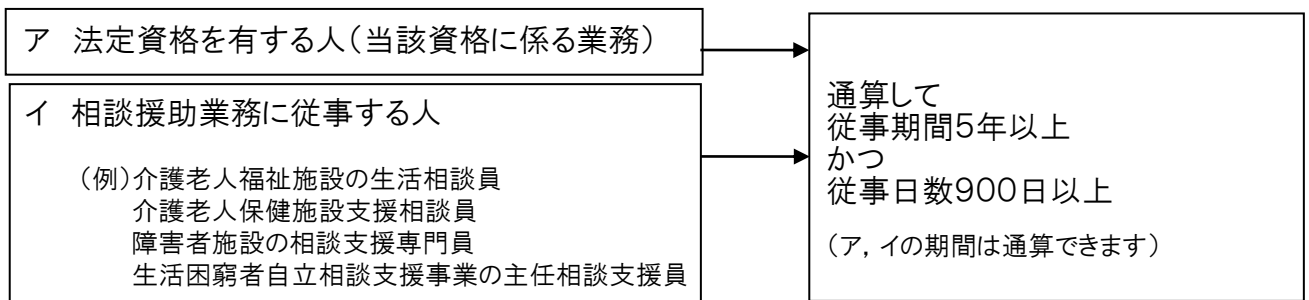 ア 法定資格を有する人(当該資格に係る業務)
イ 相談援助業務に従事する人
(例)介護老人福祉施設の生活相談員
介護老人保健施設支援相談員
障害者施設の相談支援専門員
生活困窮者自立相談支援事業の主任相談支援員
通算して
従事期間5年以上
かつ
従事日数900日以上
(ア,イの期間は通算できます)